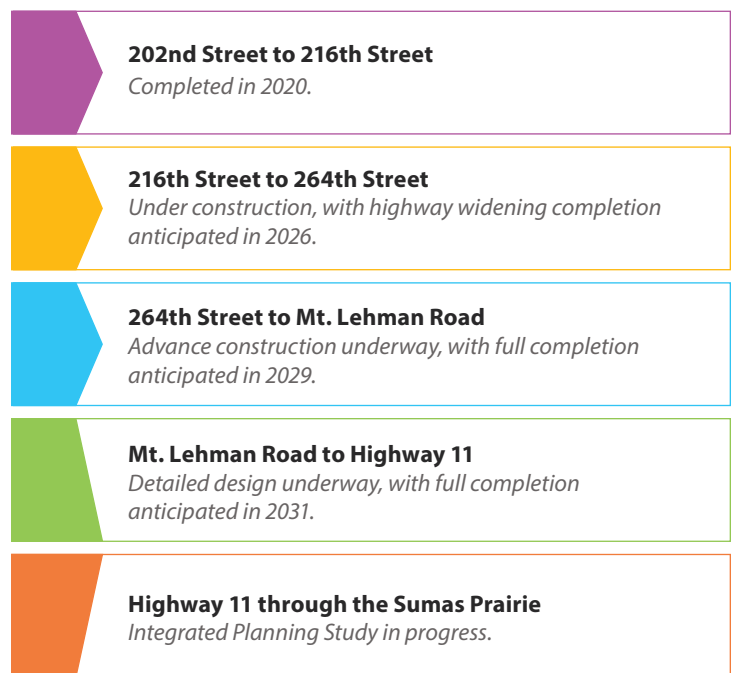 202nd Street to 216th Street
Completed in 2020.
216th Street to 264th Street
Under construction, with highway widening completion
anticipated in 2026.
264th Street to Mt. Lehman Road
Advance construction underway, with full completion
anticipated in 2029.
Mt. Lehman Road to Highway 11
Detailed design underway, with full completion
anticipated in 2031.
Highway 11 through the Sumas Prairie
Integrated Planning Study in progress.